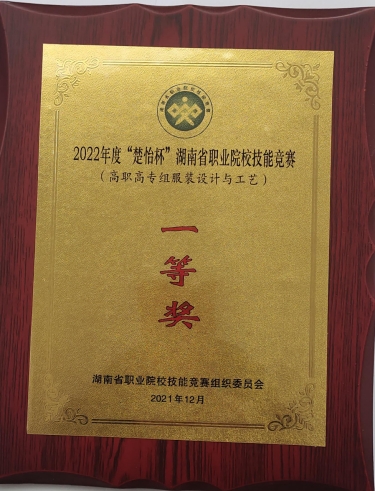 2022年度“楚怡杯”湖南省职业院校技能竞赛
（高职高专组服装设计与工艺）
一
等
奖
湖南省职业院校技能竞赛组织委员会
2021年12月